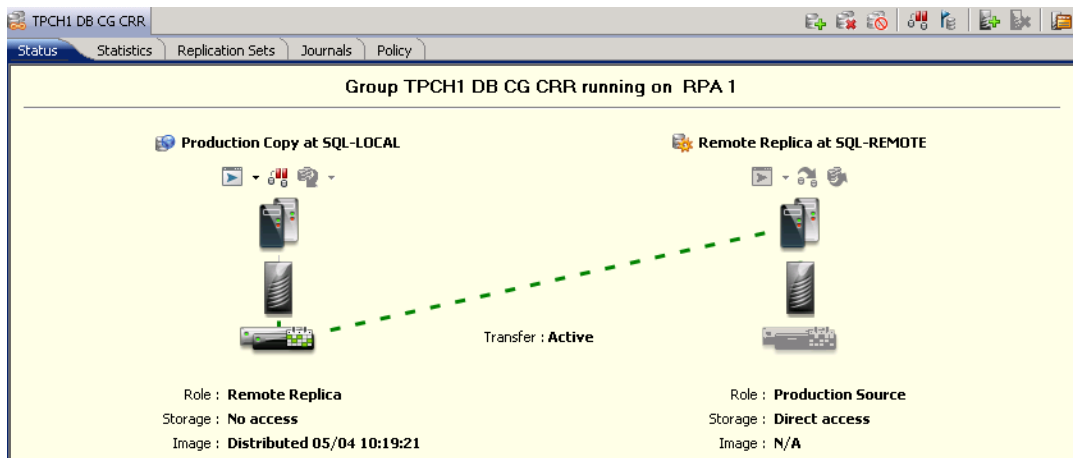 TPCH1 DB CG CRR
Status Statistics Replication Sets Journals Policy
Group TPCH1 DB CG CRR running on RPA 1
Production Copy at SQL-LOCAL
Remote Replica at SQL-REMOTE
Transfer : Active
Role : Remote Replica
Storage : No access
Image : Distributed 05/04 10:19:21
Role : Production Source
Storage : Direct access
Image : N/A